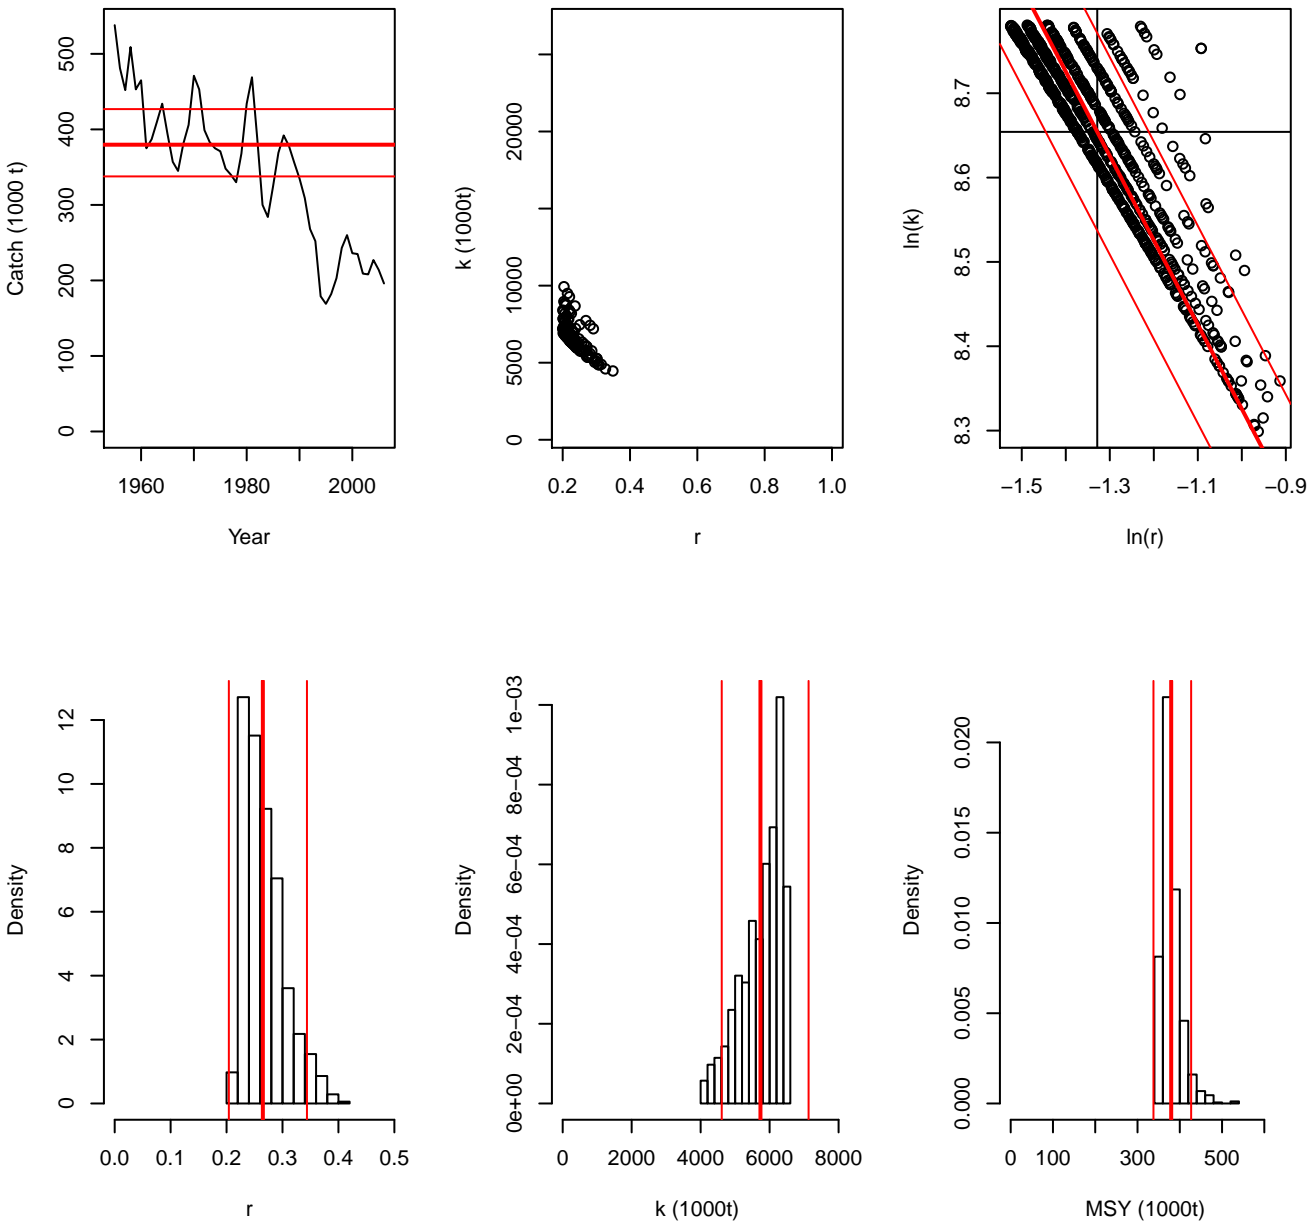 Catch (1000 t)
0 100 200 300 400 500
1960 1980 2000
Year
k (1000t)
0 5000 10000 20000
0.2 0.4 0.6 0.8 1.0
r
ln(k)
8.3 8.4 8.5 8.6 8.7
−1.5 −1.3 −1.1 −0.9
ln(r)
Density
0 2 4 6 8 10 12
0.0 0.1 0.2 0.3 0.4 0.5
r
Density
0e+00 2e−04 4e−04 6e−04 8e−04 1e−03
0 2000 4000 6000 8000
k (1000t)
Density
0.000 0.005 0.010 0.015 0.020
0 100 300 500
MSY (1000t)